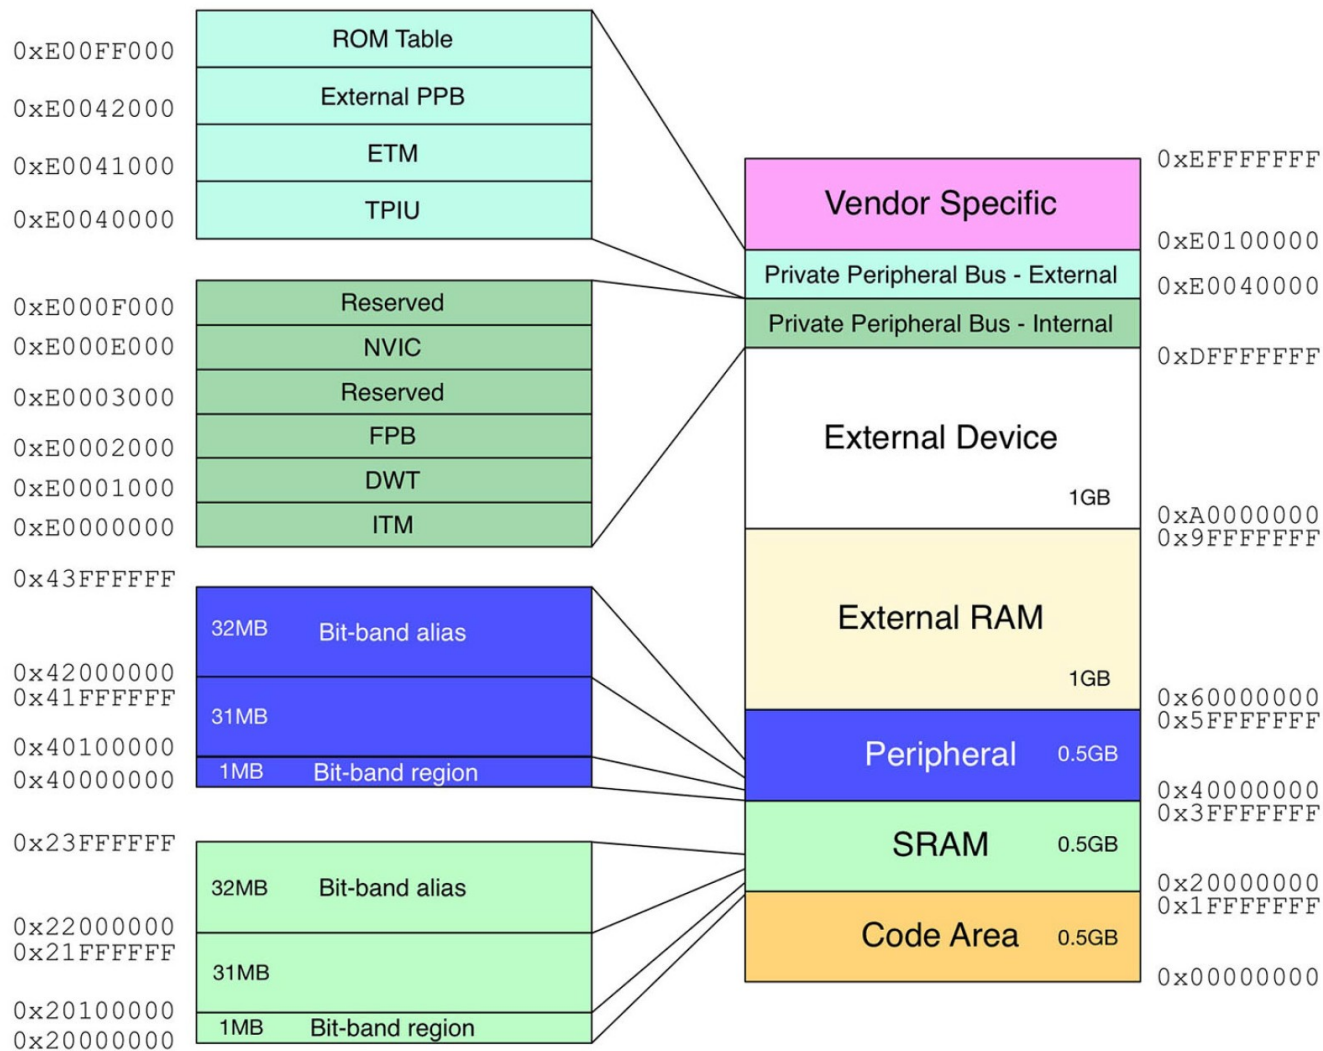 0xE00FF000
ROM Table
0xE0042000
External PPB
0xE0041000
ETM
0xE0040000
TPIU
0xE000F000
Reserved
0xE000E000
NVIC
0xE0003000
Reserved
0xE0002000
FPB
0xE0001000
DWT
0xE0000000
ITM
0x43FFFFFF
32MB Bit-band alias
0x42000000
0x41FFFFFF
31MB
0x40100000
0x40000000
1MB Bit-band region
0x23FFFFFF
32MB Bit-band alias
0x22000000
0x21FFFFFF
31MB
0x20100000
0x20000000
1MB Bit-band region
0xEFFFFFFF
Vendor Specific
0xE0100000
Private Peripheral Bus - External
0xE0040000
Private Peripheral Bus - Internal
0xDFFFFFFF
External Device
1GB
0xA0000000
0x9FFFFFFF
External RAM
1GB
0x60000000
0x5FFFFFFF
Peripheral 0.5GB
0x40000000
0x3FFFFFFF
SRAM 0.5GB
0x20000000
0x1FFFFFFF
Code Area 0.5GB
0x00000000